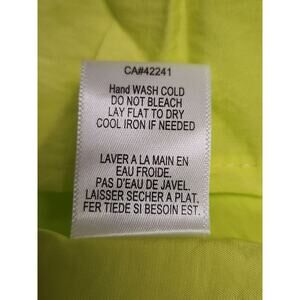 CA#42241
Hand WASH COLD
DO NOT BLEACH
LAY FLAT TO DRY
COOL IRON IF NEEDED
LAVER A LA MAIN EN
EAU FROIDE.
PAS D'EAU DE JAVEL.
LAISSER SECHER A PLAT.
FER TIEDE SI BESOIN EST.